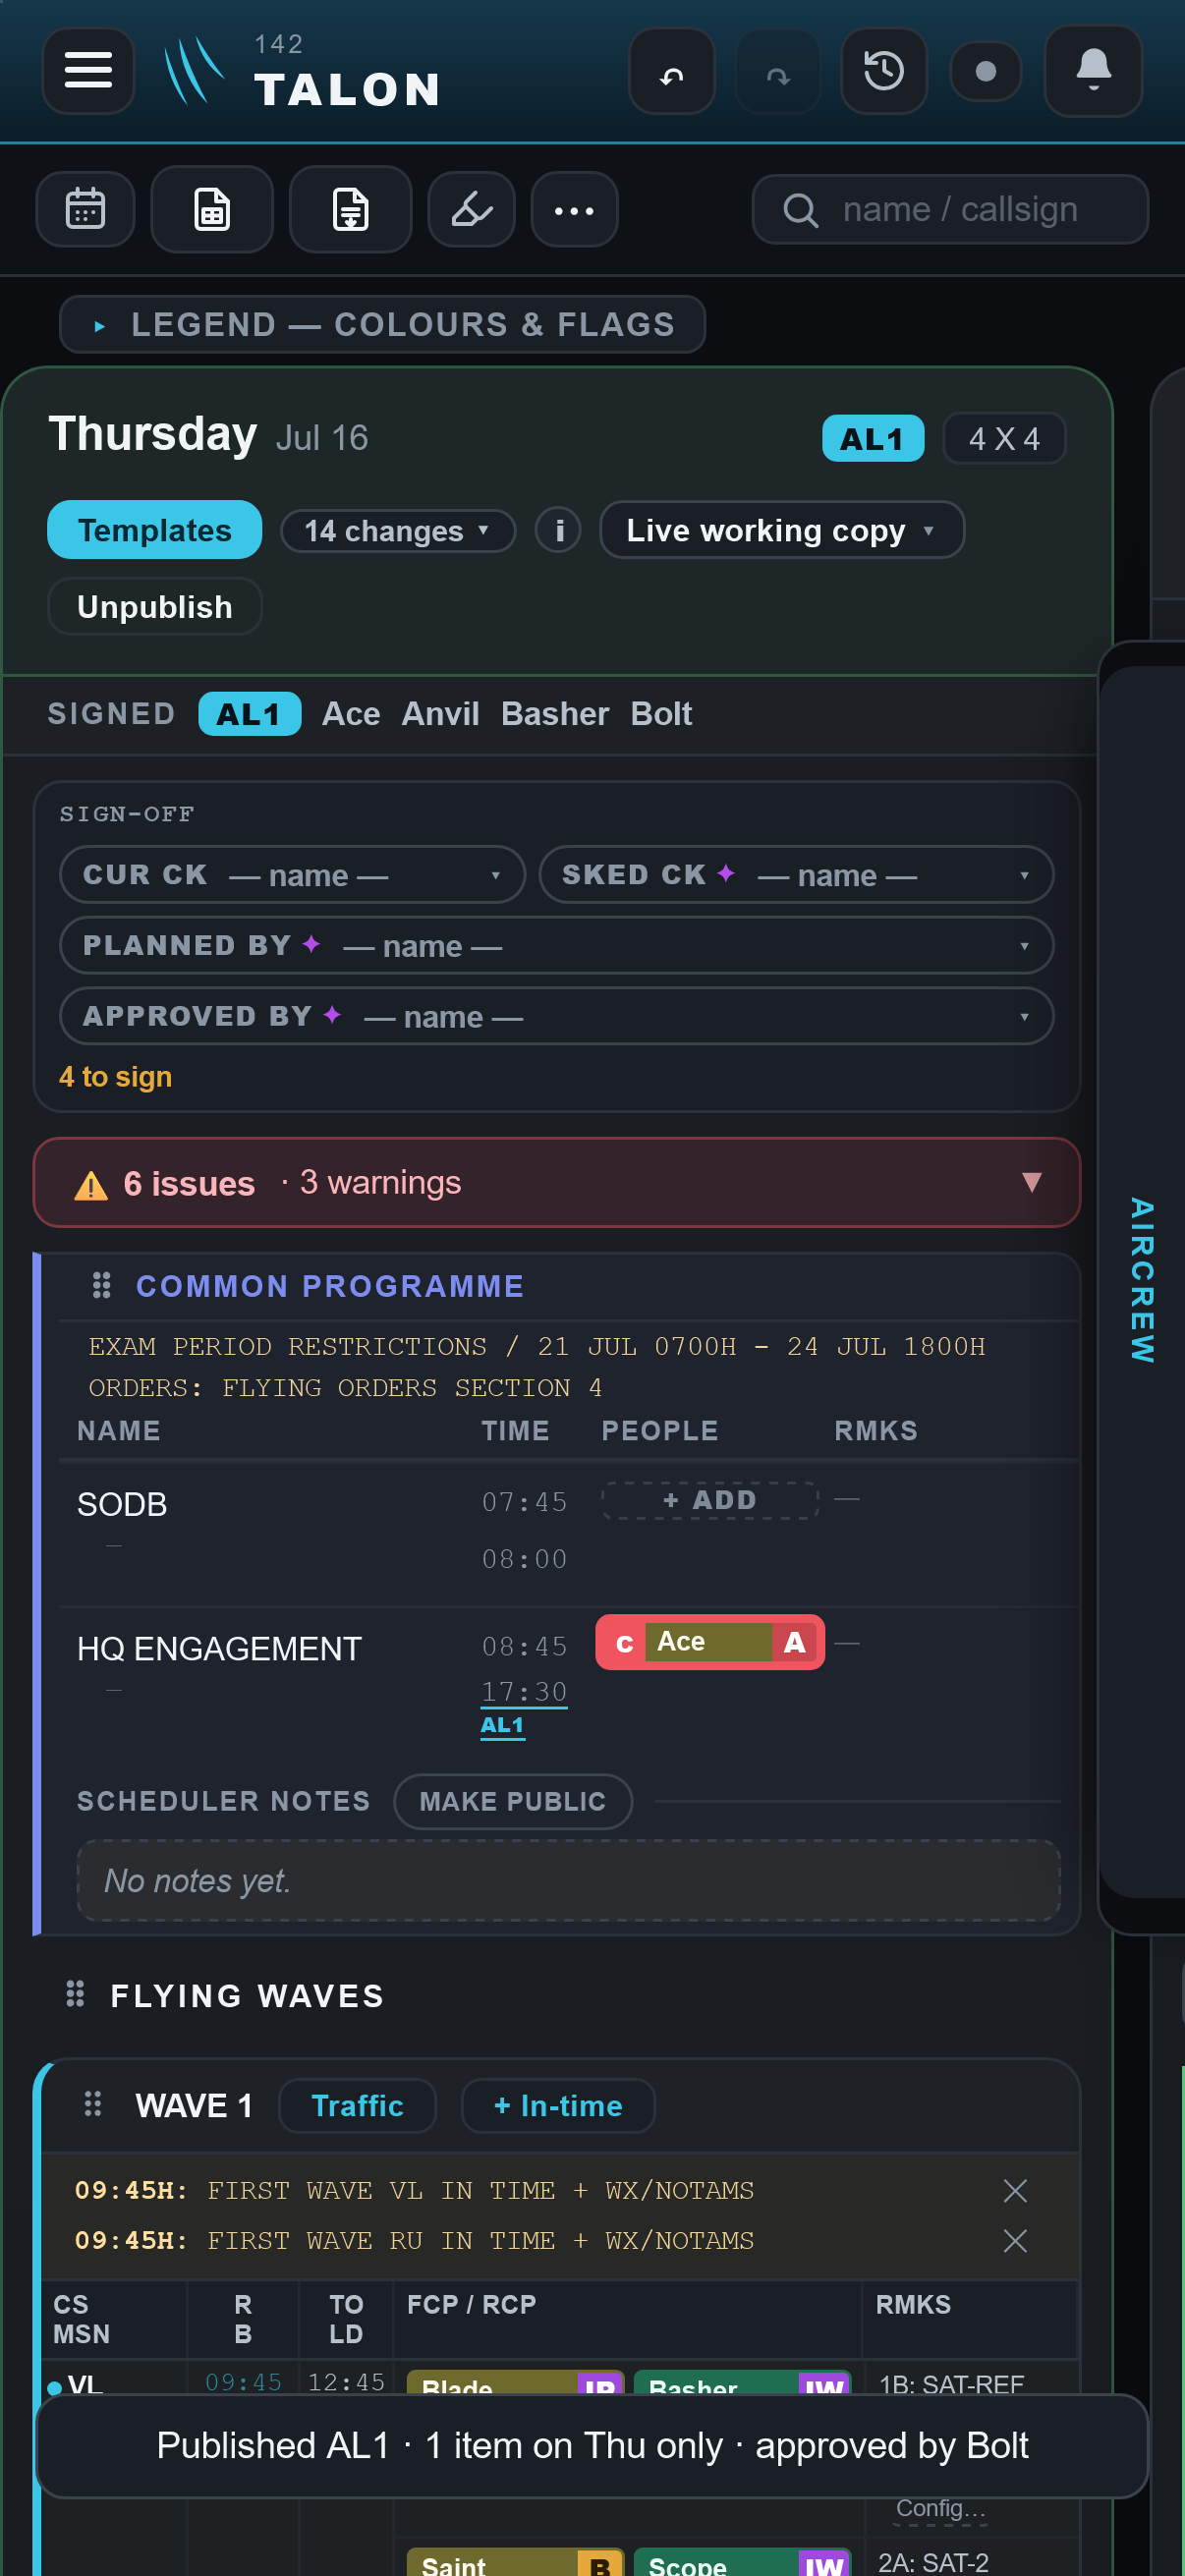 142
TALON
name / callsign
▸ LEGEND — COLOURS & FLAGS
Thursday Jul 16 AL1 4 X 4
Templates 14 changes ▾ i Live working copy ▾
Unpublish
SIGNED AL1 Ace Anvil Basher Bolt
SIGN-OFF
CUR CK — name — ▾ SKED CK ✦ — name — ▾
PLANNED BY ✦ — name — ▾
APPROVED BY ✦ — name — ▾
4 to sign
⚠️ 6 issues · 3 warnings ▼
COMMON PROGRAMME
EXAM PERIOD RESTRICTIONS / 21 JUL 0700H - 24 JUL 1800H
ORDERS: FLYING ORDERS SECTION 4
NAME TIME PEOPLE RMKS
SODB 07:45 + ADD —
— 08:00
HQ ENGAGEMENT 08:45 C Ace A —
— 17:30
AL1
SCHEDULER NOTES MAKE PUBLIC
No notes yet.
AIRCREW
FLYING WAVES
WAVE 1 Traffic + In-time
09:45H: FIRST WAVE VL IN TIME + WX/NOTAMS
09:45H: FIRST WAVE RU IN TIME + WX/NOTAMS
CS R TO FCP / RCP RMKS
MSN B LD
VL 09:45 12:45 Blade IP Basher IW 1B: SAT-REF
Published AL1 · 1 item on Thu only · approved by Bolt
Config...
Saint B Scope IW 2A: SAT-2